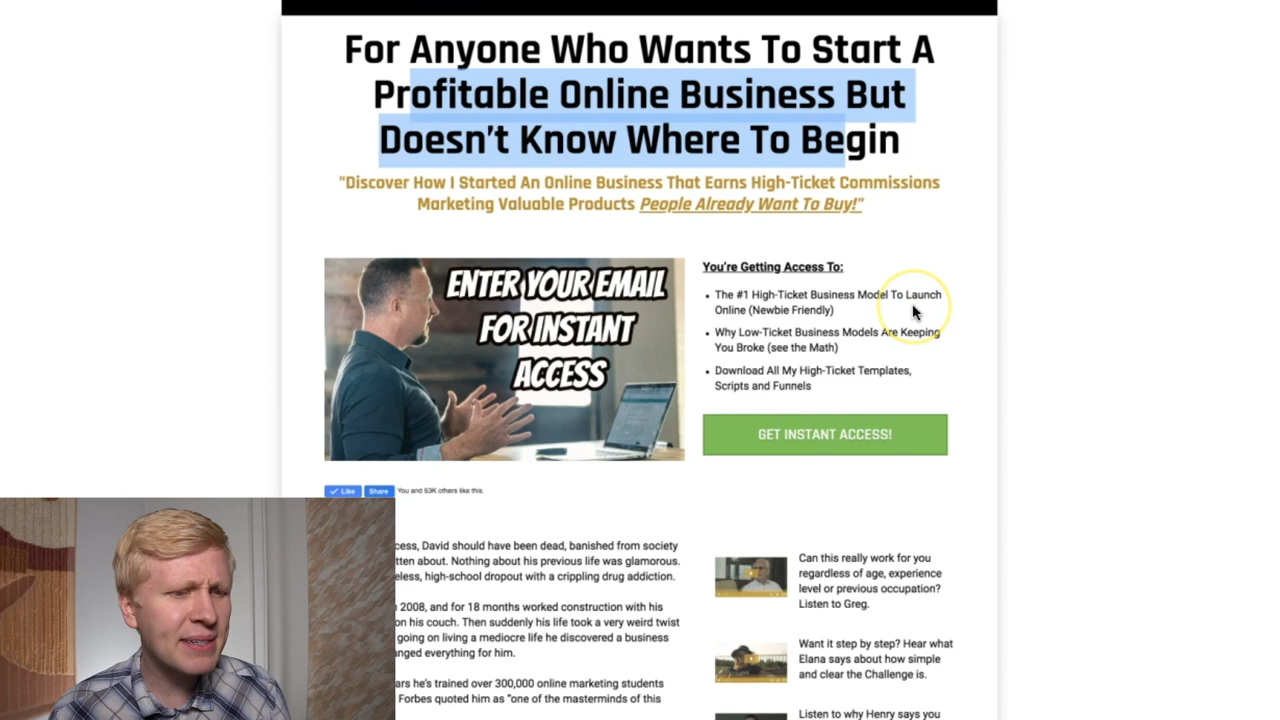 For Anyone Who Wants To Start A
Profitable Online Business But
Doesn't Know Where To Begin
"Discover How I Started An Online Business That Earns High-Ticket Commissions
Marketing Valuable Products People Already Want To Buy!"
ENTER YOUR EMAIL
FOR INSTANT
ACCESS
You're Getting Access To:
• The #1 High-Ticket Business Model To Launch
Online (Newbie Friendly)
• Why Low-Ticket Business Models Are Keeping
You Broke (see the Math)
• Download All My High-Ticket Templates,
Scripts and Funnels
GET INSTANT ACCESS!
Like Share You and 53K others like this.
cess, David should have been dead, banished from society
tten about. Nothing about his previous life was glamorous.
eless, high-school dropout with a crippling drug addiction.
2008, and for 18 months worked construction with his
on his couch. Then suddenly his life took a very weird twist
going on living a mediocre life he discovered a business
anged everything for him.
ars he's trained over 300,000 online marketing students
Forbes quoted him as "one of the masterminds of this
Can this really work for you
regardless of age, experience
level or previous occupation?
Listen to Greg.
Want it step by step? Hear what
Elana says about how simple
and clear the Challenge is.
Listen to why Henry says you